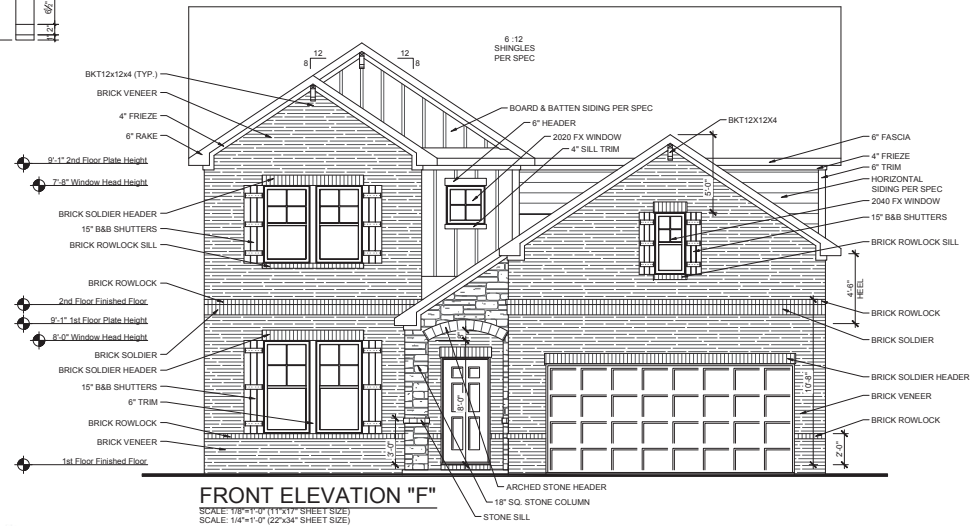 6½"
1'2"
12
8
12
8
6 :12
SHINGLES
PER SPEC
BKT12x12x4 (TYP.)
BRICK VENEER
4" FRIEZE
6" RAKE
9'-1" 2nd Floor Plate Height
7'-8" Window Head Height
BRICK SOLDIER HEADER
15" B&B SHUTTERS
BRICK ROWLOCK SILL
BRICK ROWLOCK
2nd Floor Finished Floor
9'-1" 1st Floor Plate Height
8'-0" Window Head Height
BRICK SOLDIER
BRICK SOLDIER HEADER
15" B&B SHUTTERS
6" TRIM
BRICK ROWLOCK
BRICK VENEER
1st Floor Finished Floor
BOARD & BATTEN SIDING PER SPEC
6" HEADER
2020 FX WINDOW
4" SILL TRIM
BKT12X12X4
5'-0"
6" FASCIA
4" FRIEZE
6" TRIM
HORIZONTAL
SIDING PER SPEC
2040 FX WINDOW
15" B&B SHUTTERS
BRICK ROWLOCK SILL
4'-6"
HEEL
BRICK ROWLOCK
BRICK SOLDIER
BRICK SOLDIER HEADER
BRICK VENEER
BRICK ROWLOCK
10'-8"
2'-0"
8'-0"
3'-0"
ARCHED STONE HEADER
18" SQ. STONE COLUMN
STONE SILL
FRONT ELEVATION "F"
SCALE: 1/8"=1'-0" (11"x17" SHEET SIZE)
SCALE: 1/4"=1'-0" (22"x34" SHEET SIZE)